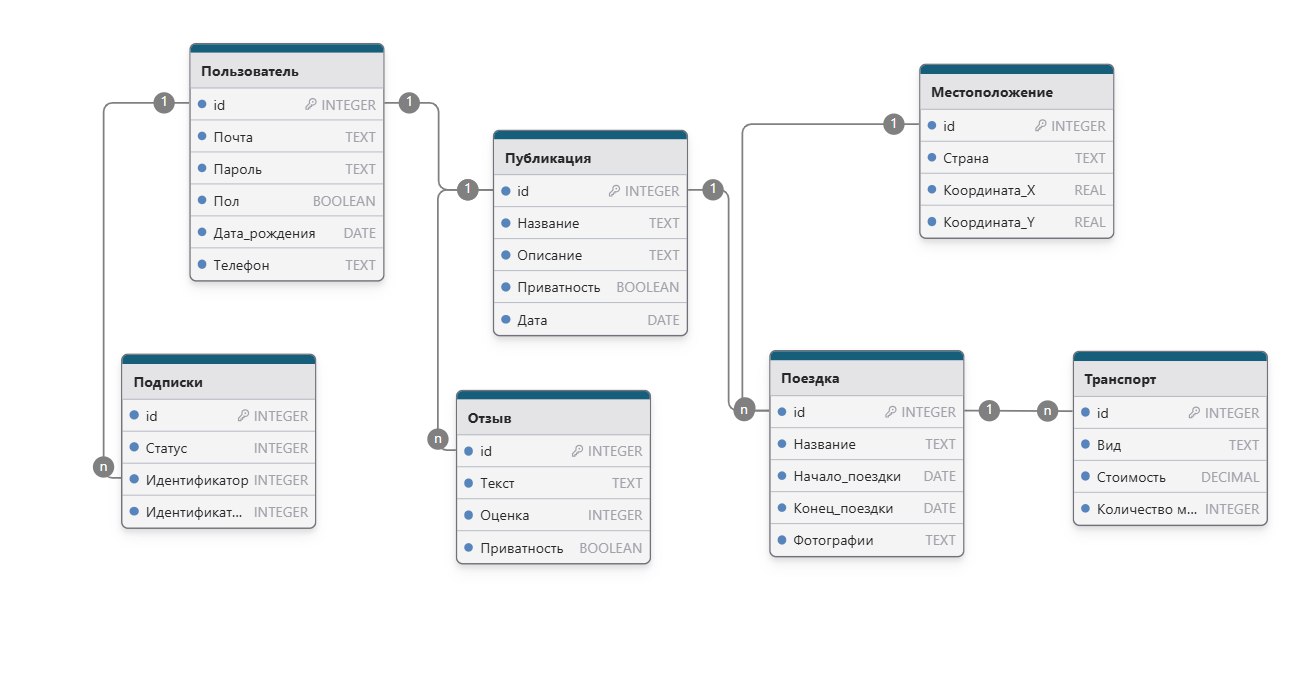 Пользователь
id INTEGER
Почта TEXT
Пароль TEXT
Пол BOOLEAN
Дата_рождения DATE
Телефон TEXT
1
1
Публикация
id INTEGER
Название TEXT
Описание TEXT
Приватность BOOLEAN
Дата DATE
1
1
Местоположение
id INTEGER
Страна TEXT
Координата_X REAL
Координата_Y REAL
1
Подписки
id INTEGER
Статус INTEGER
Идентификатор INTEGER
Идентификат... INTEGER
n
Отзыв
id INTEGER
Текст TEXT
Оценка INTEGER
Приватность BOOLEAN
n
Поездка
id INTEGER
Название TEXT
Начало_поездки DATE
Конец_поездки DATE
Фотографии TEXT
n
1
n
Транспорт
id INTEGER
Вид TEXT
Стоимость DECIMAL
Количество м... INTEGER